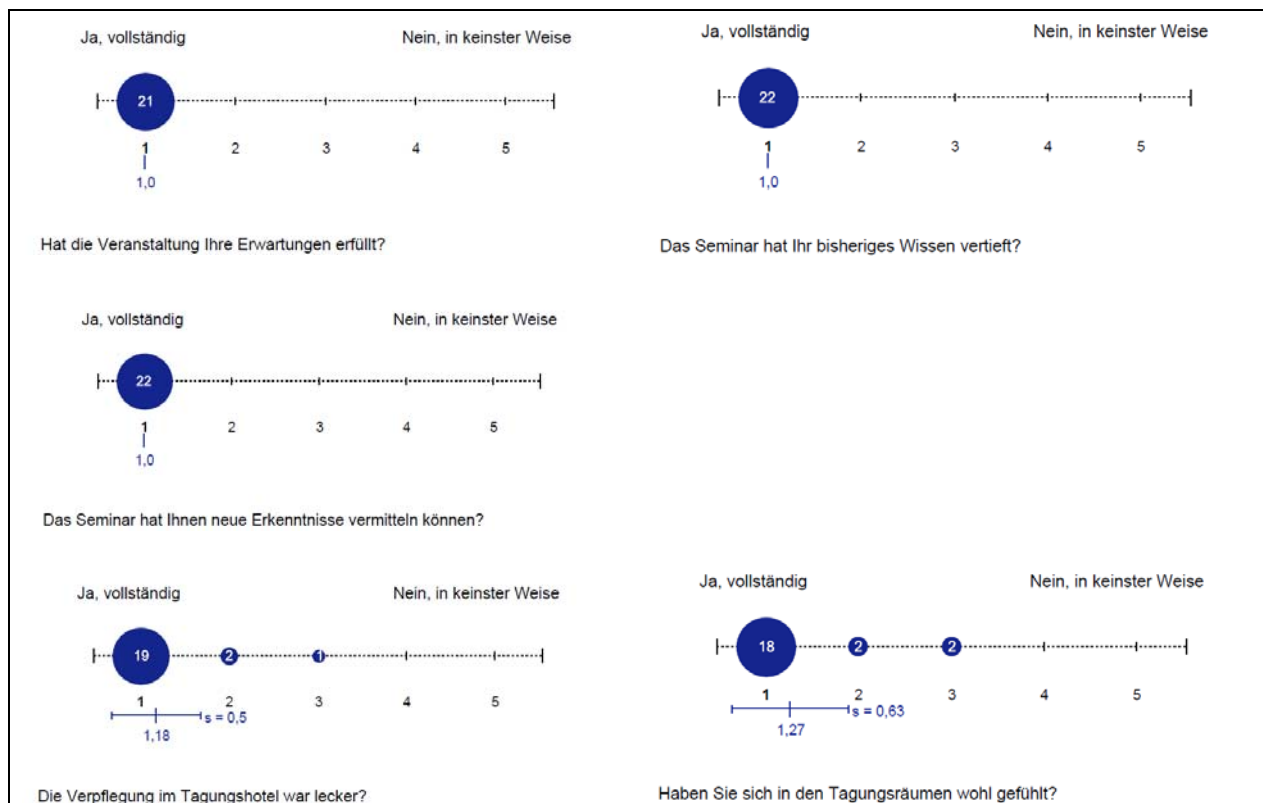 Ja, vollständig Nein, in keinster Weise
21
1 2 3 4 5
1,0
Hat die Veranstaltung Ihre Erwartungen erfüllt?
Ja, vollständig Nein, in keinster Weise
22
1 2 3 4 5
1,0
Das Seminar hat Ihr bisheriges Wissen vertieft?
Ja, vollständig Nein, in keinster Weise
22
1 2 3 4 5
1,0
Das Seminar hat Ihnen neue Erkenntnisse vermitteln können?
Ja, vollständig Nein, in keinster Weise
19 2 1
1 2 3 4 5
s = 0,5
1,18
Die Verpflegung im Tagungshotel war lecker?
Ja, vollständig Nein, in keinster Weise
18 2 2
1 2 3 4 5
s = 0,63
1,27
Haben Sie sich in den Tagungsräumen wohl gefühlt?